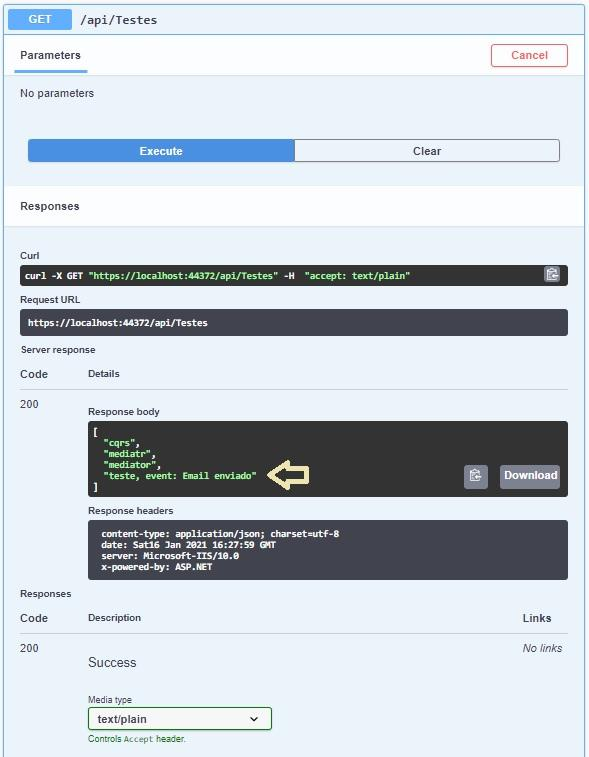 GET /api/Testes
Parameters
Cancel
No parameters
Execute
Clear
Responses
Curl
curl -X GET "https://localhost:44372/api/Testes" -H  "accept: text/plain"
Request URL
https://localhost:44372/api/Testes
Server response
Code Details
200
Response body
[
"cqrs",
"mediatr",
"mediator",
"teste, event: Email enviado"
]
Download
Response headers
content-type: application/json; charset=utf-8
date: Sat16 Jan 2021 16:27:59 GMT
server: Microsoft-IIS/10.0
x-powered-by: ASP.NET
Responses
Code Description Links
200
Success
No links
Media type
text/plain
Controls Accept header.